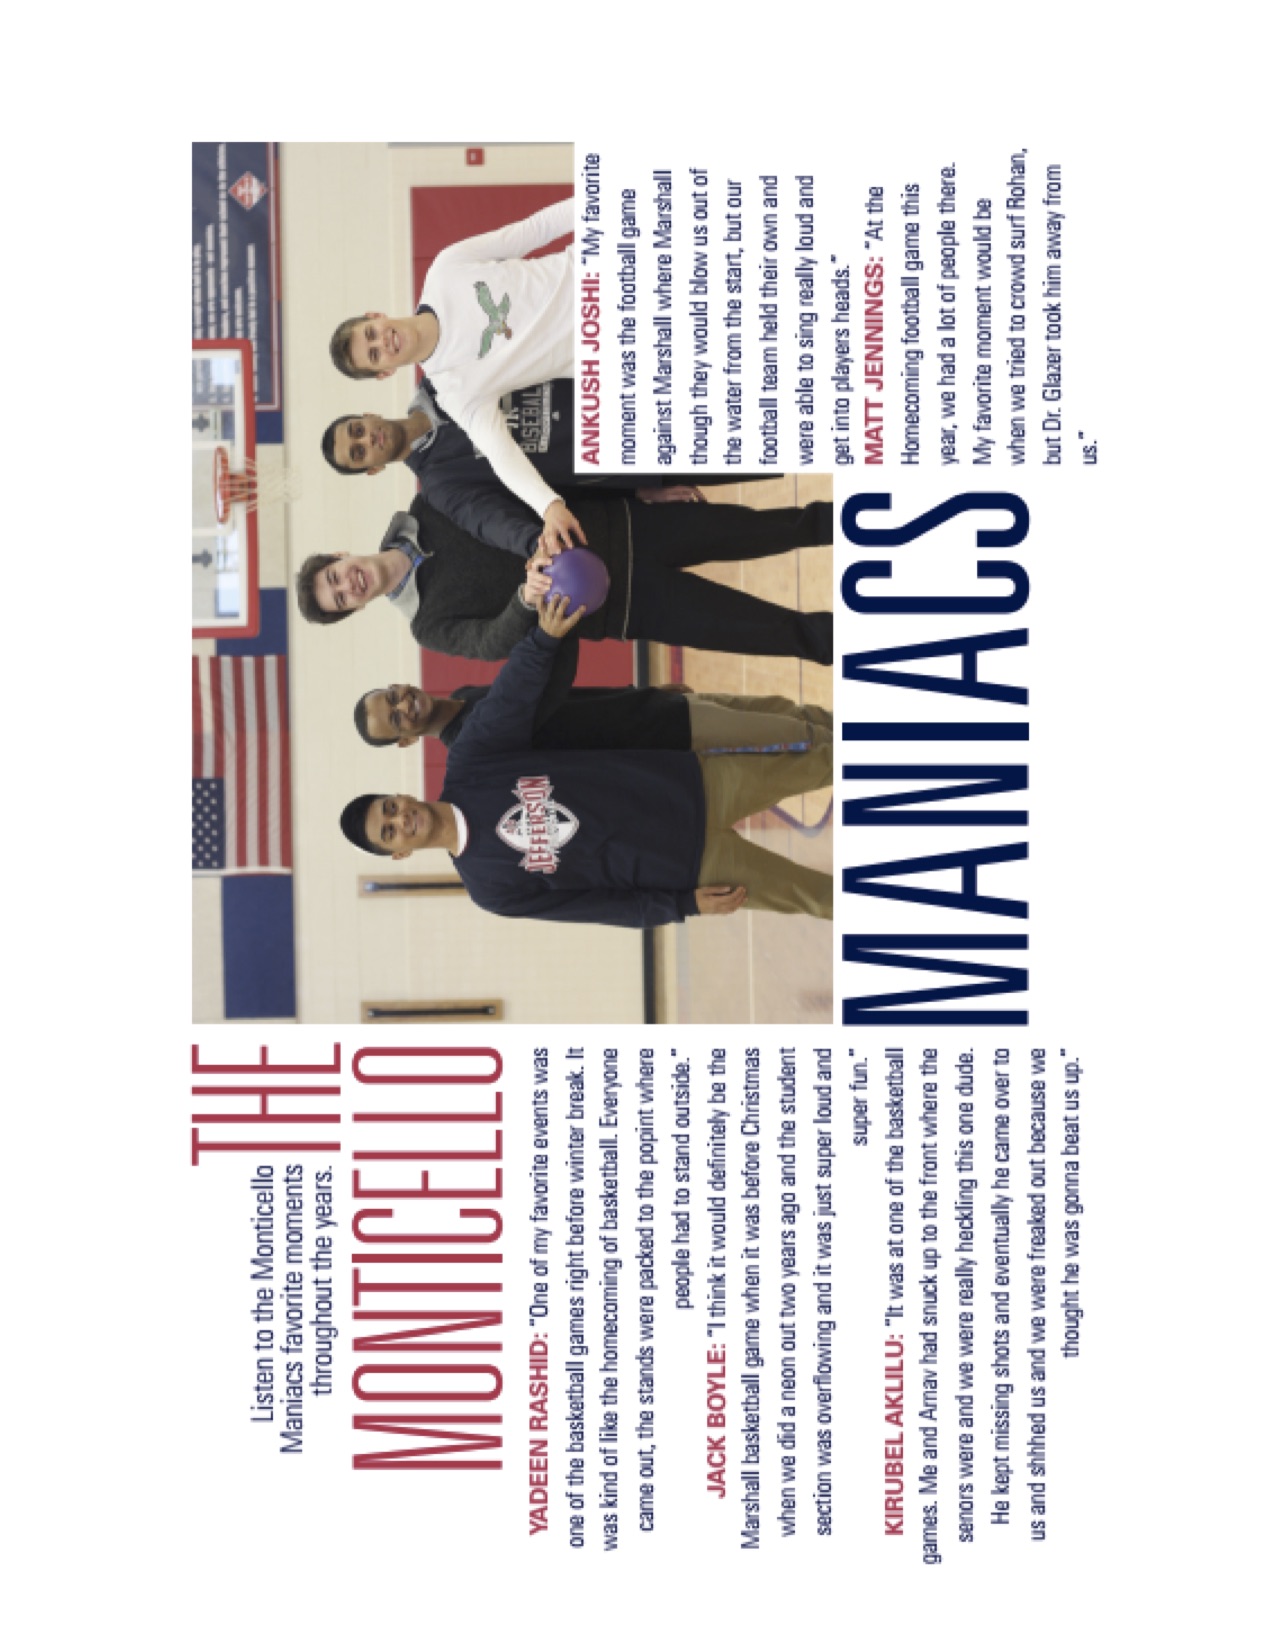 THE
Listen to the Monticello
Maniacs favorite moments
throughout the years.
MONTICELLO
YADEEN RASHID: “One of my favorite events was
one of the basketball games right before winter break. It
was kind of like the homecoming of basketball. Everyone
came out, the stands were packed to the popint where
people had to stand outside.”
JACK BOYLE: “I think it would definitely be the
Marshall basketball game when it was before Christmas
when we did a neon out two years ago and the student
section was overflowing and it was just super loud and
super fun.”
KIRUBEL AKLILU: “It was at one of the basketball
games. Me and Arnav had snuck up to the front where the
senors were and we were really heckling this one dude.
He kept missing shots and eventually he came over to
us and shhhed us and we were freaked out because we
thought he was gonna beat us up.”
JEFFERSON
BASEBAL
MANIACS
ANKUSH JOSHI: “My favorite
moment was the football game
against Marshall where Marshall
though they would blow us out of
the water from the start, but our
football team held their own and
were able to sing really loud and
get into players heads.”
MATT JENNINGS: “At the
Homecoming football game this
year, we had a lot of people there.
My favorite moment would be
when we tried to crowd surf Rohan,
but Dr. Glazer took him away from
us.”